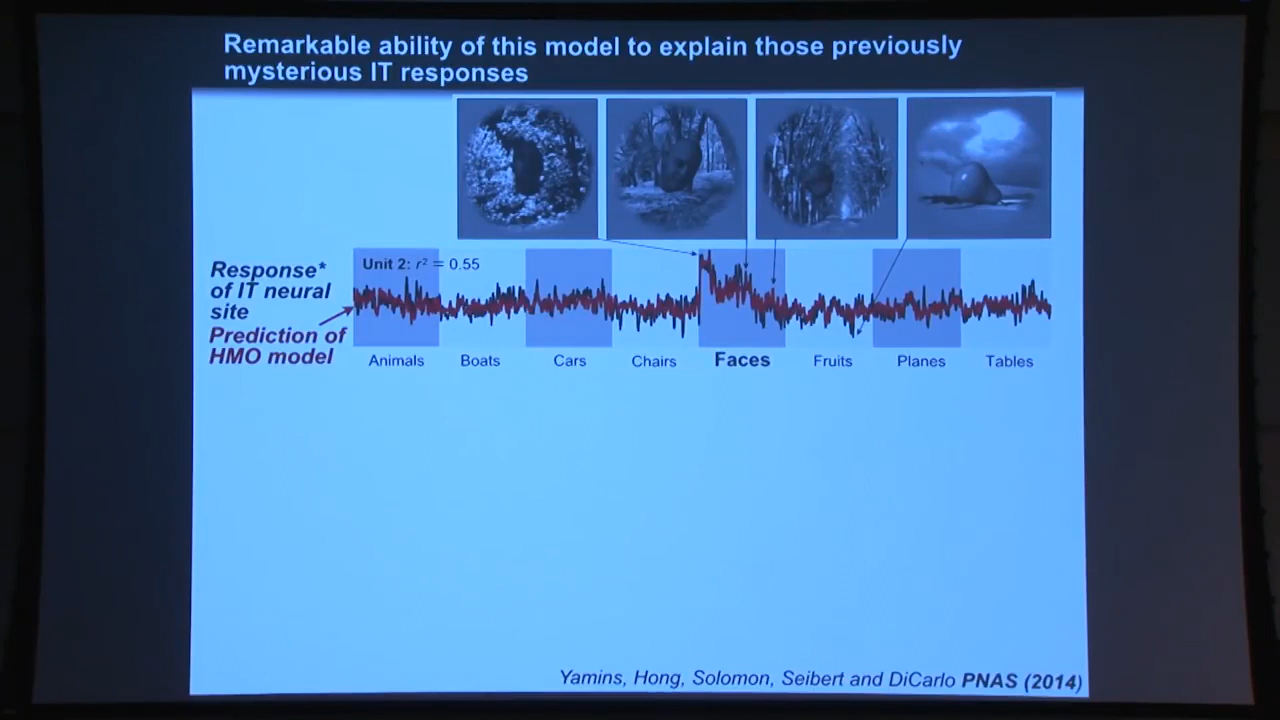 Remarkable ability of this model to explain those previously
mysterious IT responses
Response*
of IT neural
site
Prediction of
HMO model
Unit 2: r² = 0.55
Animals
Boats
Cars
Chairs
Faces
Fruits
Planes
Tables
Yamins, Hong, Solomon, Seibert and DiCarlo PNAS (2014)